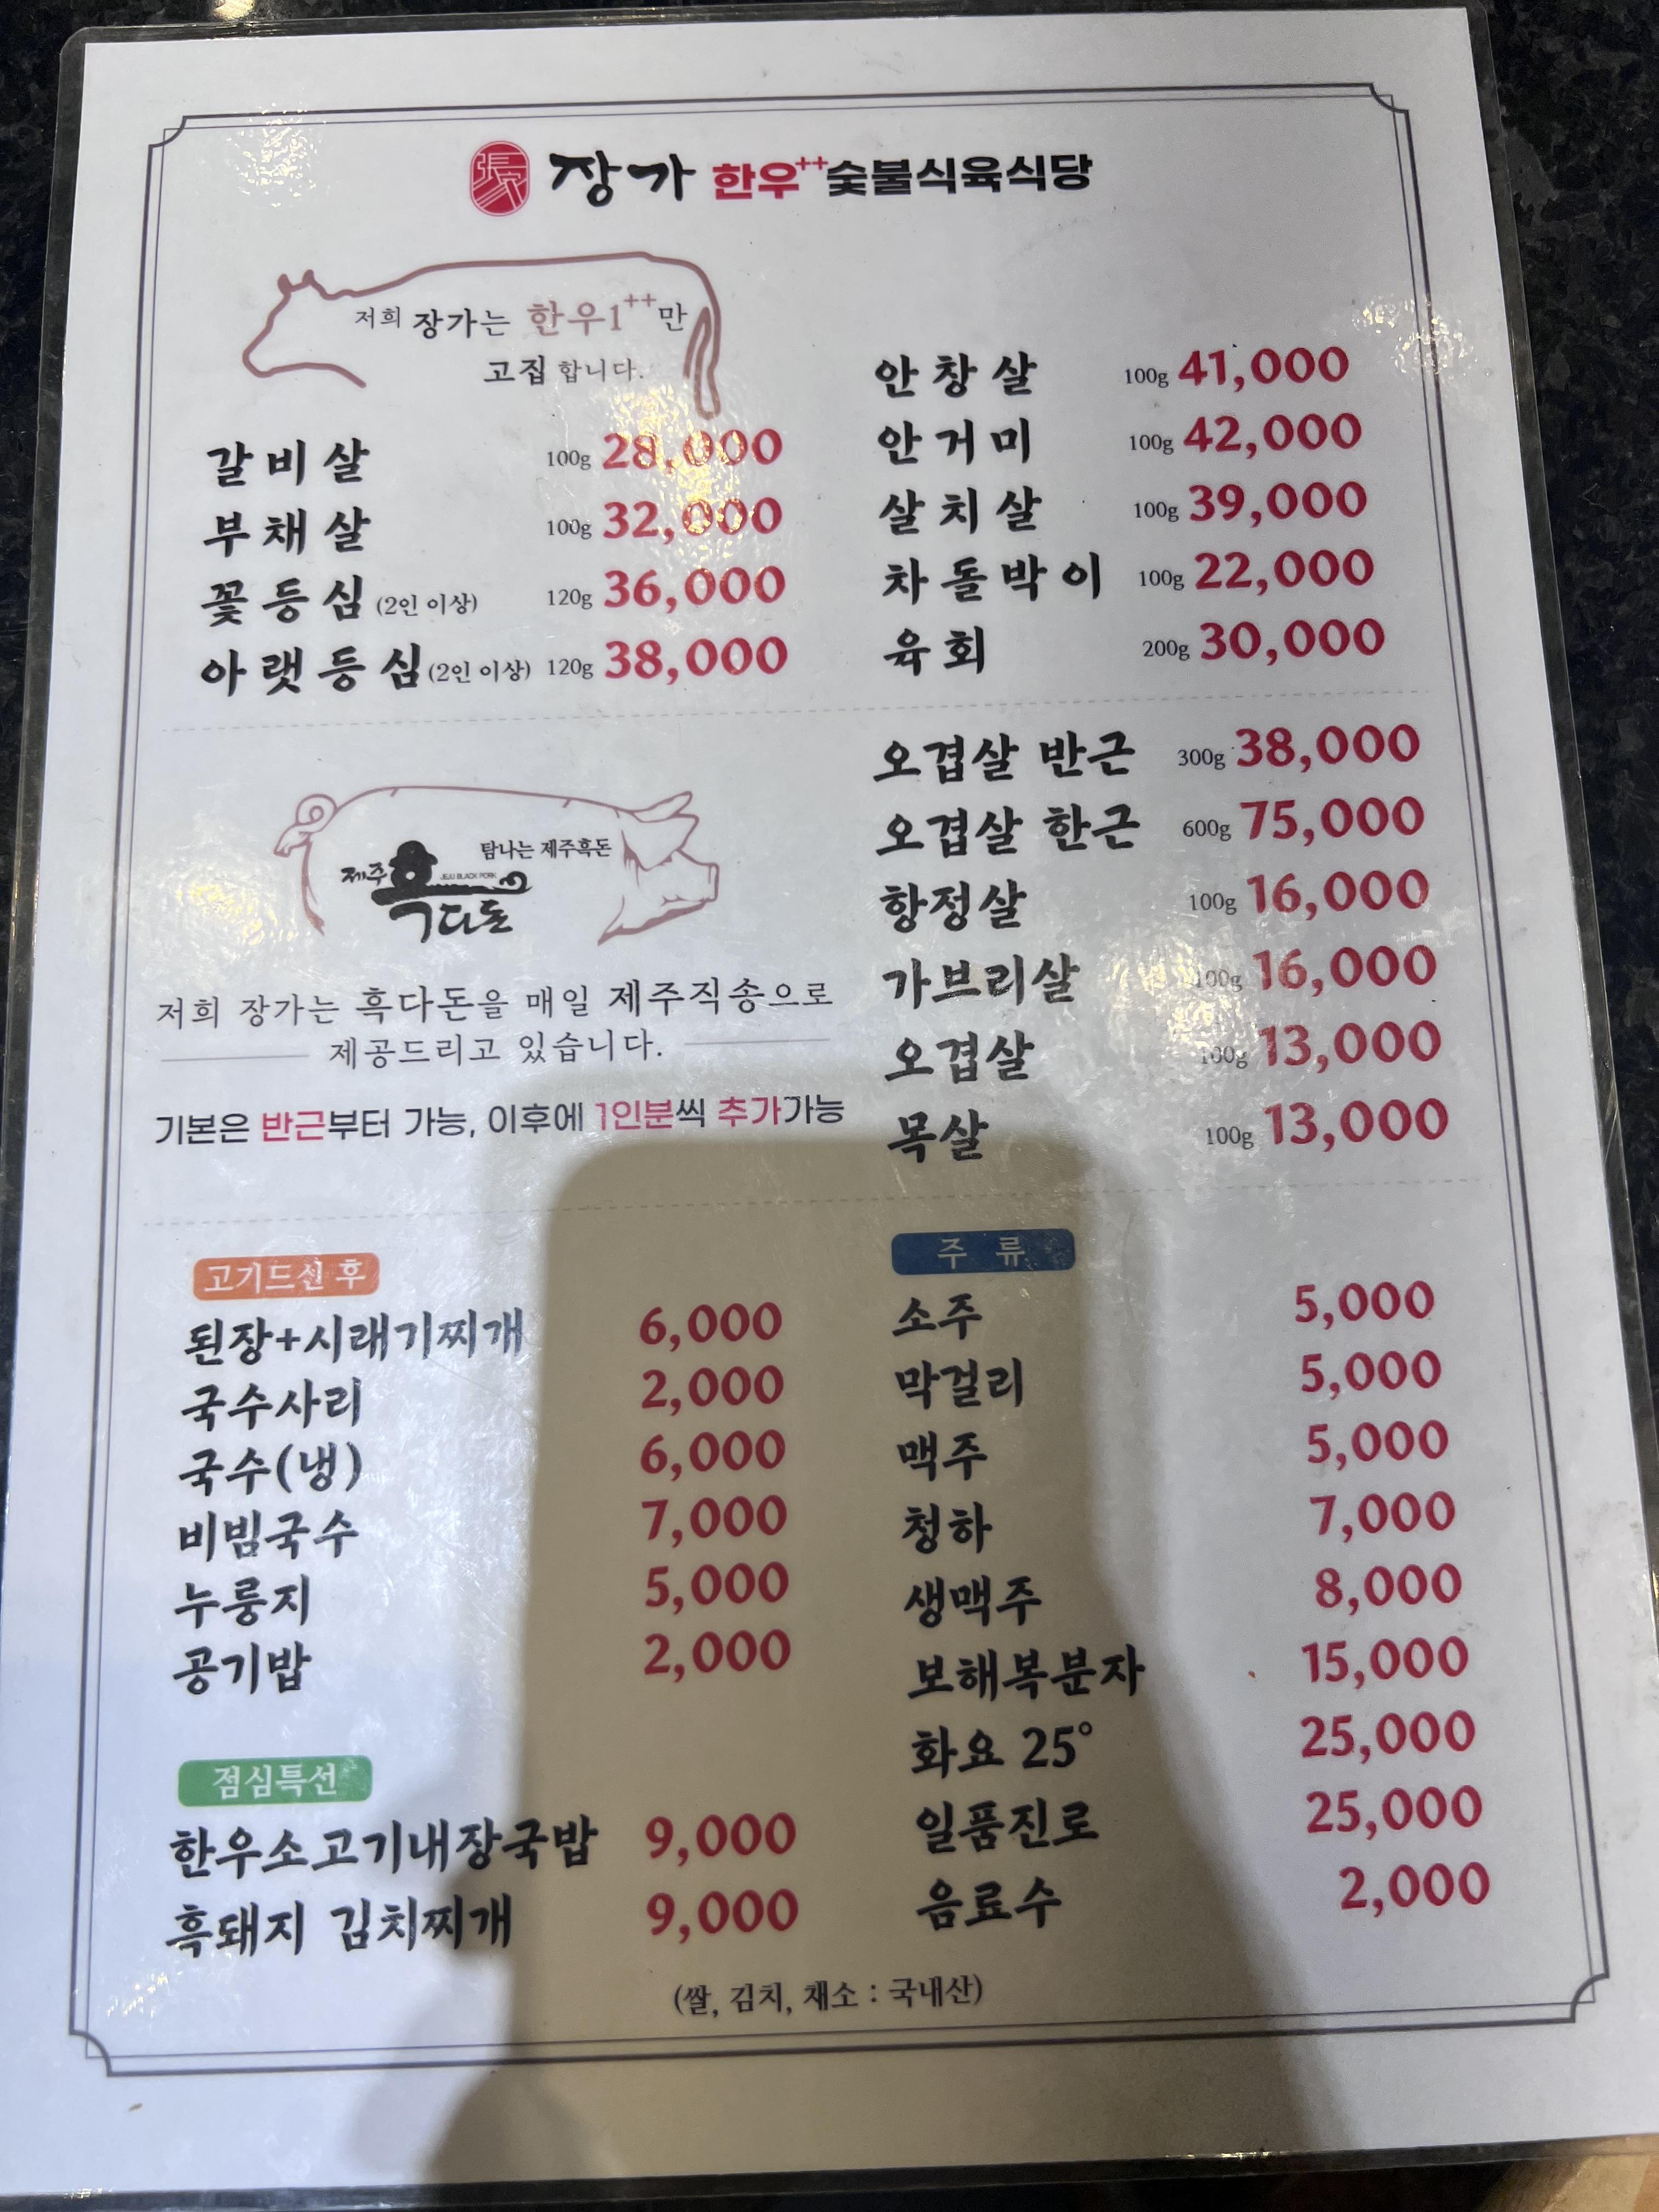 張家 장가 한우++숯불식육식당
저희 장가는 한우1++만
고집합니다.
갈비살 100g 28,000
부채살 100g 32,000
꽃등심 (2인 이상) 120g 36,000
아랫등심 (2인 이상) 120g 38,000
안창살 100g 41,000
안거미 100g 42,000
살치살 100g 39,000
차돌박이 100g 22,000
육회 200g 30,000
탐나는 제주흑돈
제주 흑다돈
JEJU BLACK PORK
저희 장가는 흑다돈을 매일 제주직송으로
제공드리고 있습니다.
기본은 반근부터 가능, 이후에 1인분씩 추가가능
오겹살 반근 300g 38,000
오겹살 한근 600g 75,000
항정살 100g 16,000
가브리살 100g 16,000
오겹살 100g 13,000
목살 100g 13,000
고기드신 후
된장+시래기찌개 6,000
국수사리 2,000
국수(냉) 6,000
비빔국수 7,000
누룽지 5,000
공기밥 2,000
점심특선
한우소고기내장국밥 9,000
흑돼지 김치찌개 9,000
주 류
소주 5,000
막걸리 5,000
맥주 5,000
청하 7,000
생맥주 8,000
보해복분자 15,000
화요 25° 25,000
일품진로 25,000
음료수 2,000
(쌀, 김치, 채소 : 국내산)